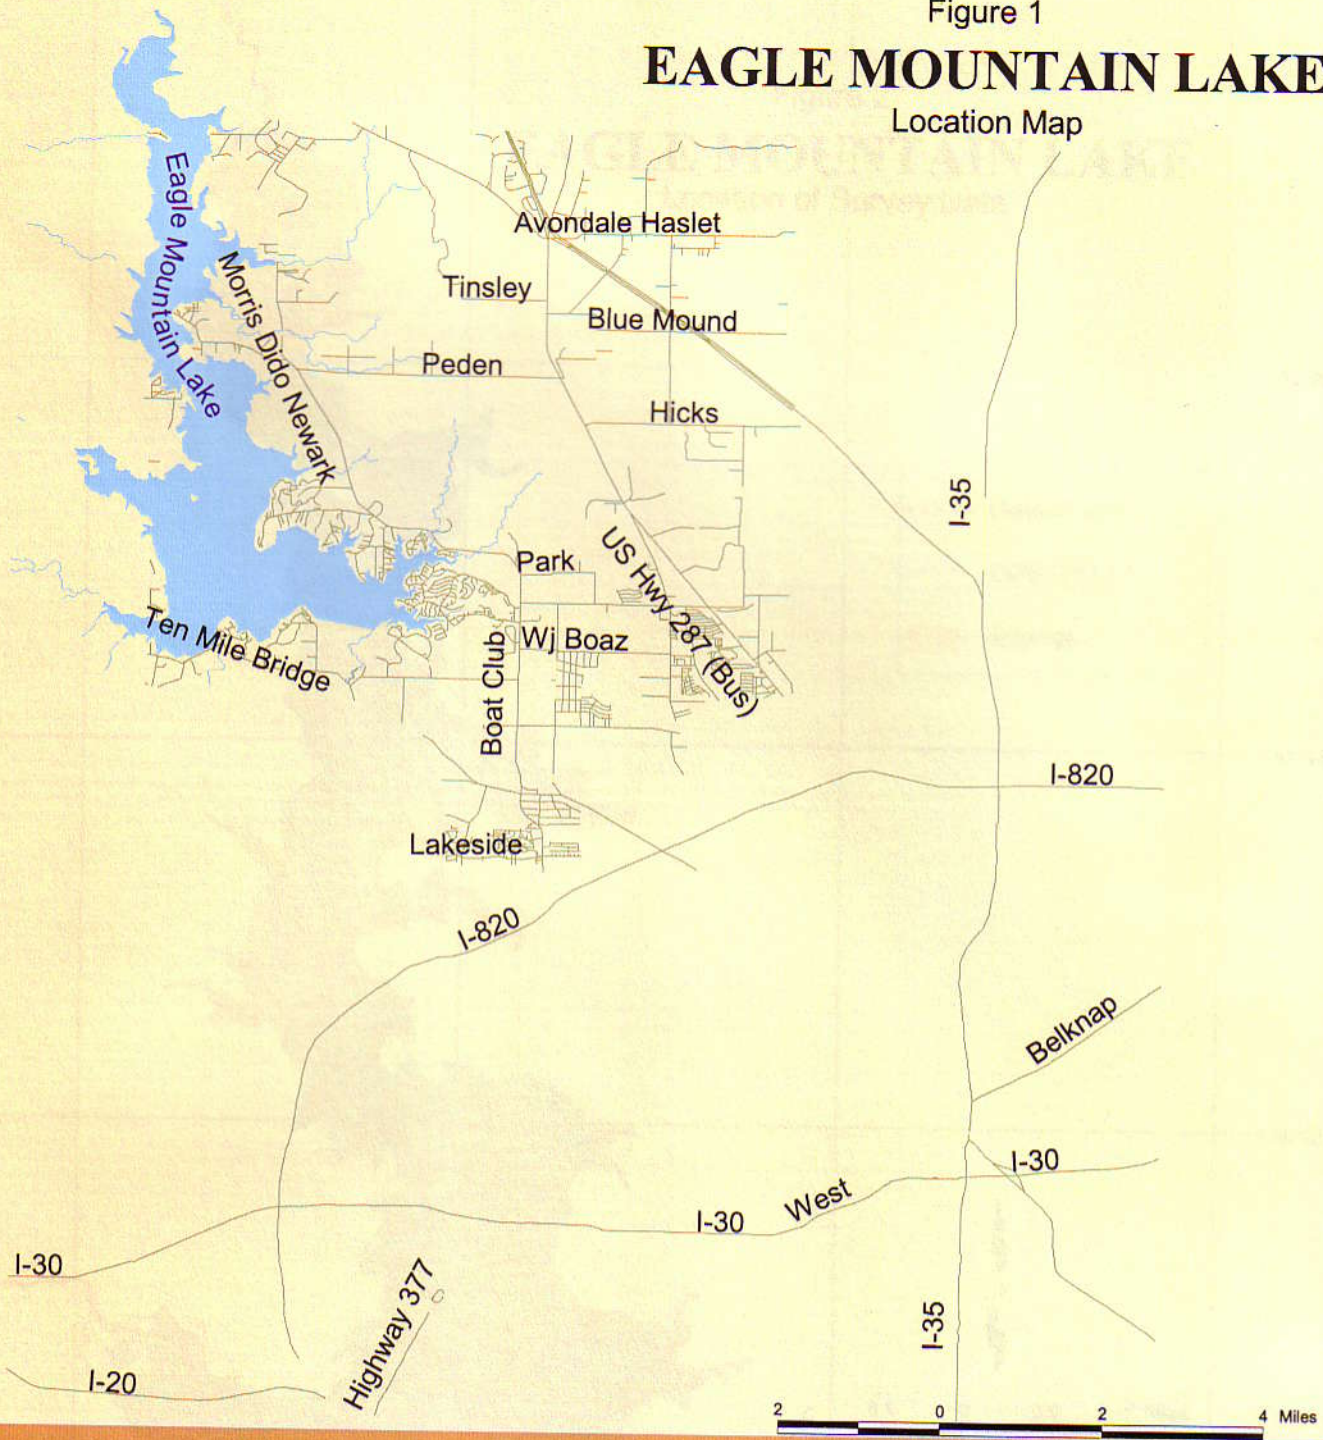 Figure 1
EAGLE MOUNTAIN LAKE
Location Map
Eagle Mountain Lake
Morris Dido Newark
Avondale Haslet
Tinsley
Blue Mound
Peden
Hicks
I-35
Park
US Hwy 287 (Bus)
Ten Mile Bridge
Wj Boaz
Boat Club
I-820
Lakeside
I-820
Belknap
I-30
West
I-30
I-30
Highway 377
I-35
I-20
2 0 2 4 Miles